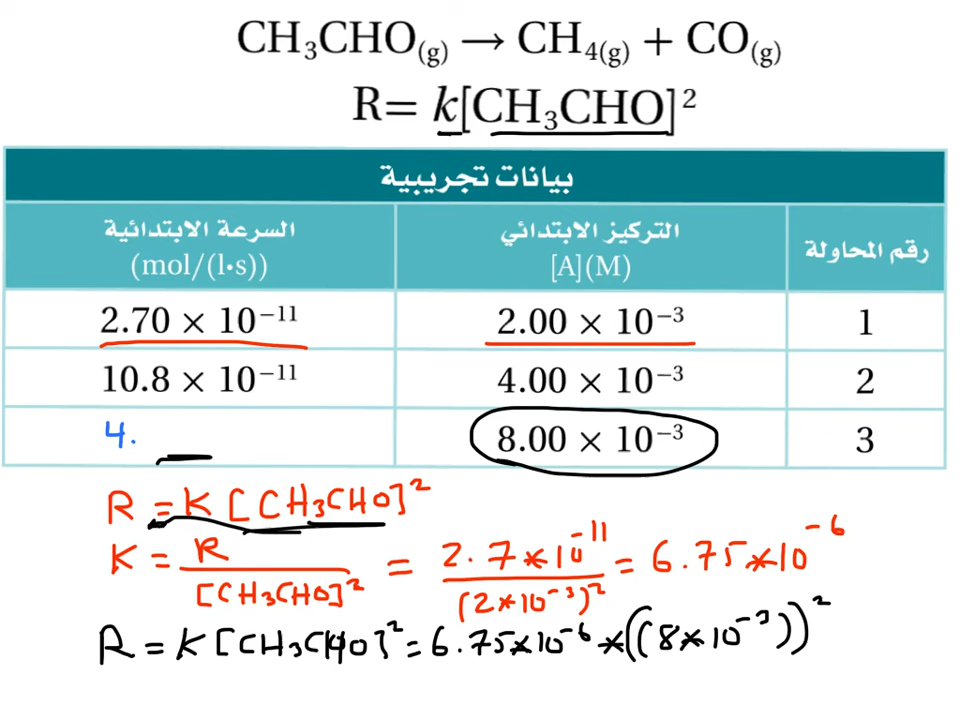 CH₃CHO(g) → CH₄(g) + CO(g)
R= k[CH₃CHO]²
بيانات تجريبية
رقم المحاولة التركيز الابتدائي [A](M) السرعة الابتدائية (mol/(l•s))
1 2.00 × 10⁻³ 2.70 × 10⁻¹¹
2 4.00 × 10⁻³ 10.8 × 10⁻¹¹
3 8.00 × 10⁻³ 4.
R = K [CH₃CHO]²
K = R / [CH₃CHO]² = 2.7*10⁻¹¹ / (2*10⁻³)² = 6.75*10⁻⁶
R = K [CH₃CHO]² = 6.75*10⁻⁶ *((8*10⁻³))²